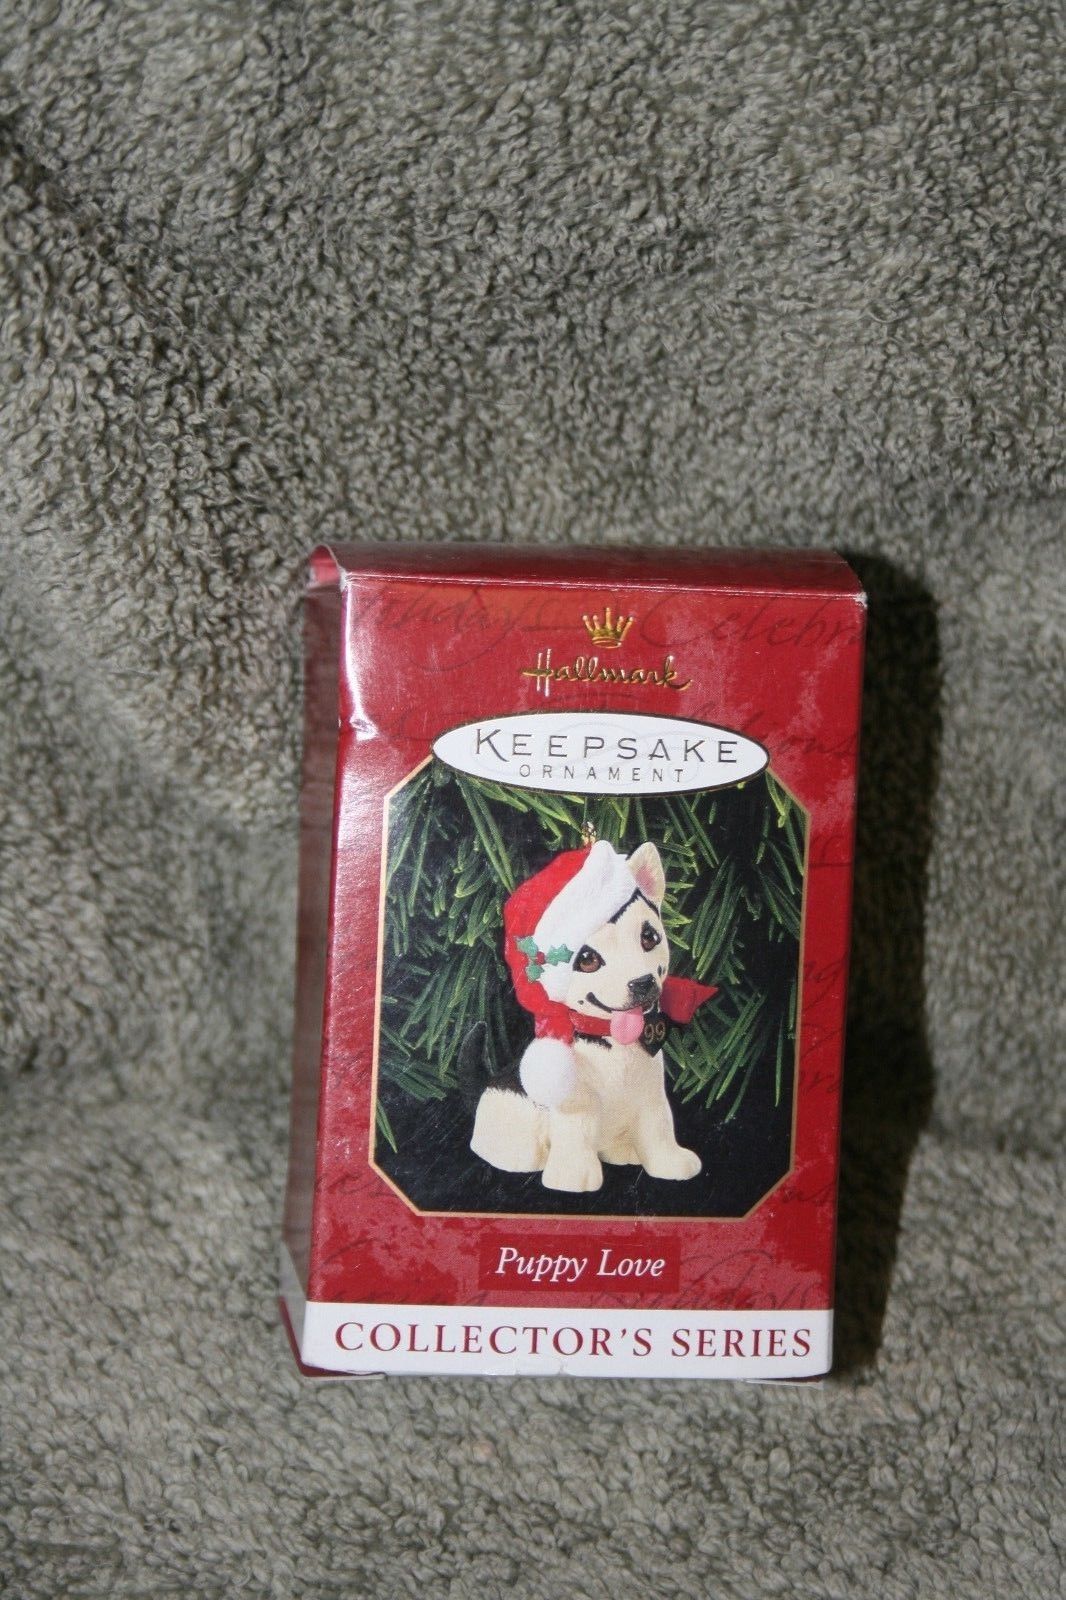 Hallmark
KEEPSAKE
ORNAMENT
99
Puppy Love
COLLECTOR'S SERIES